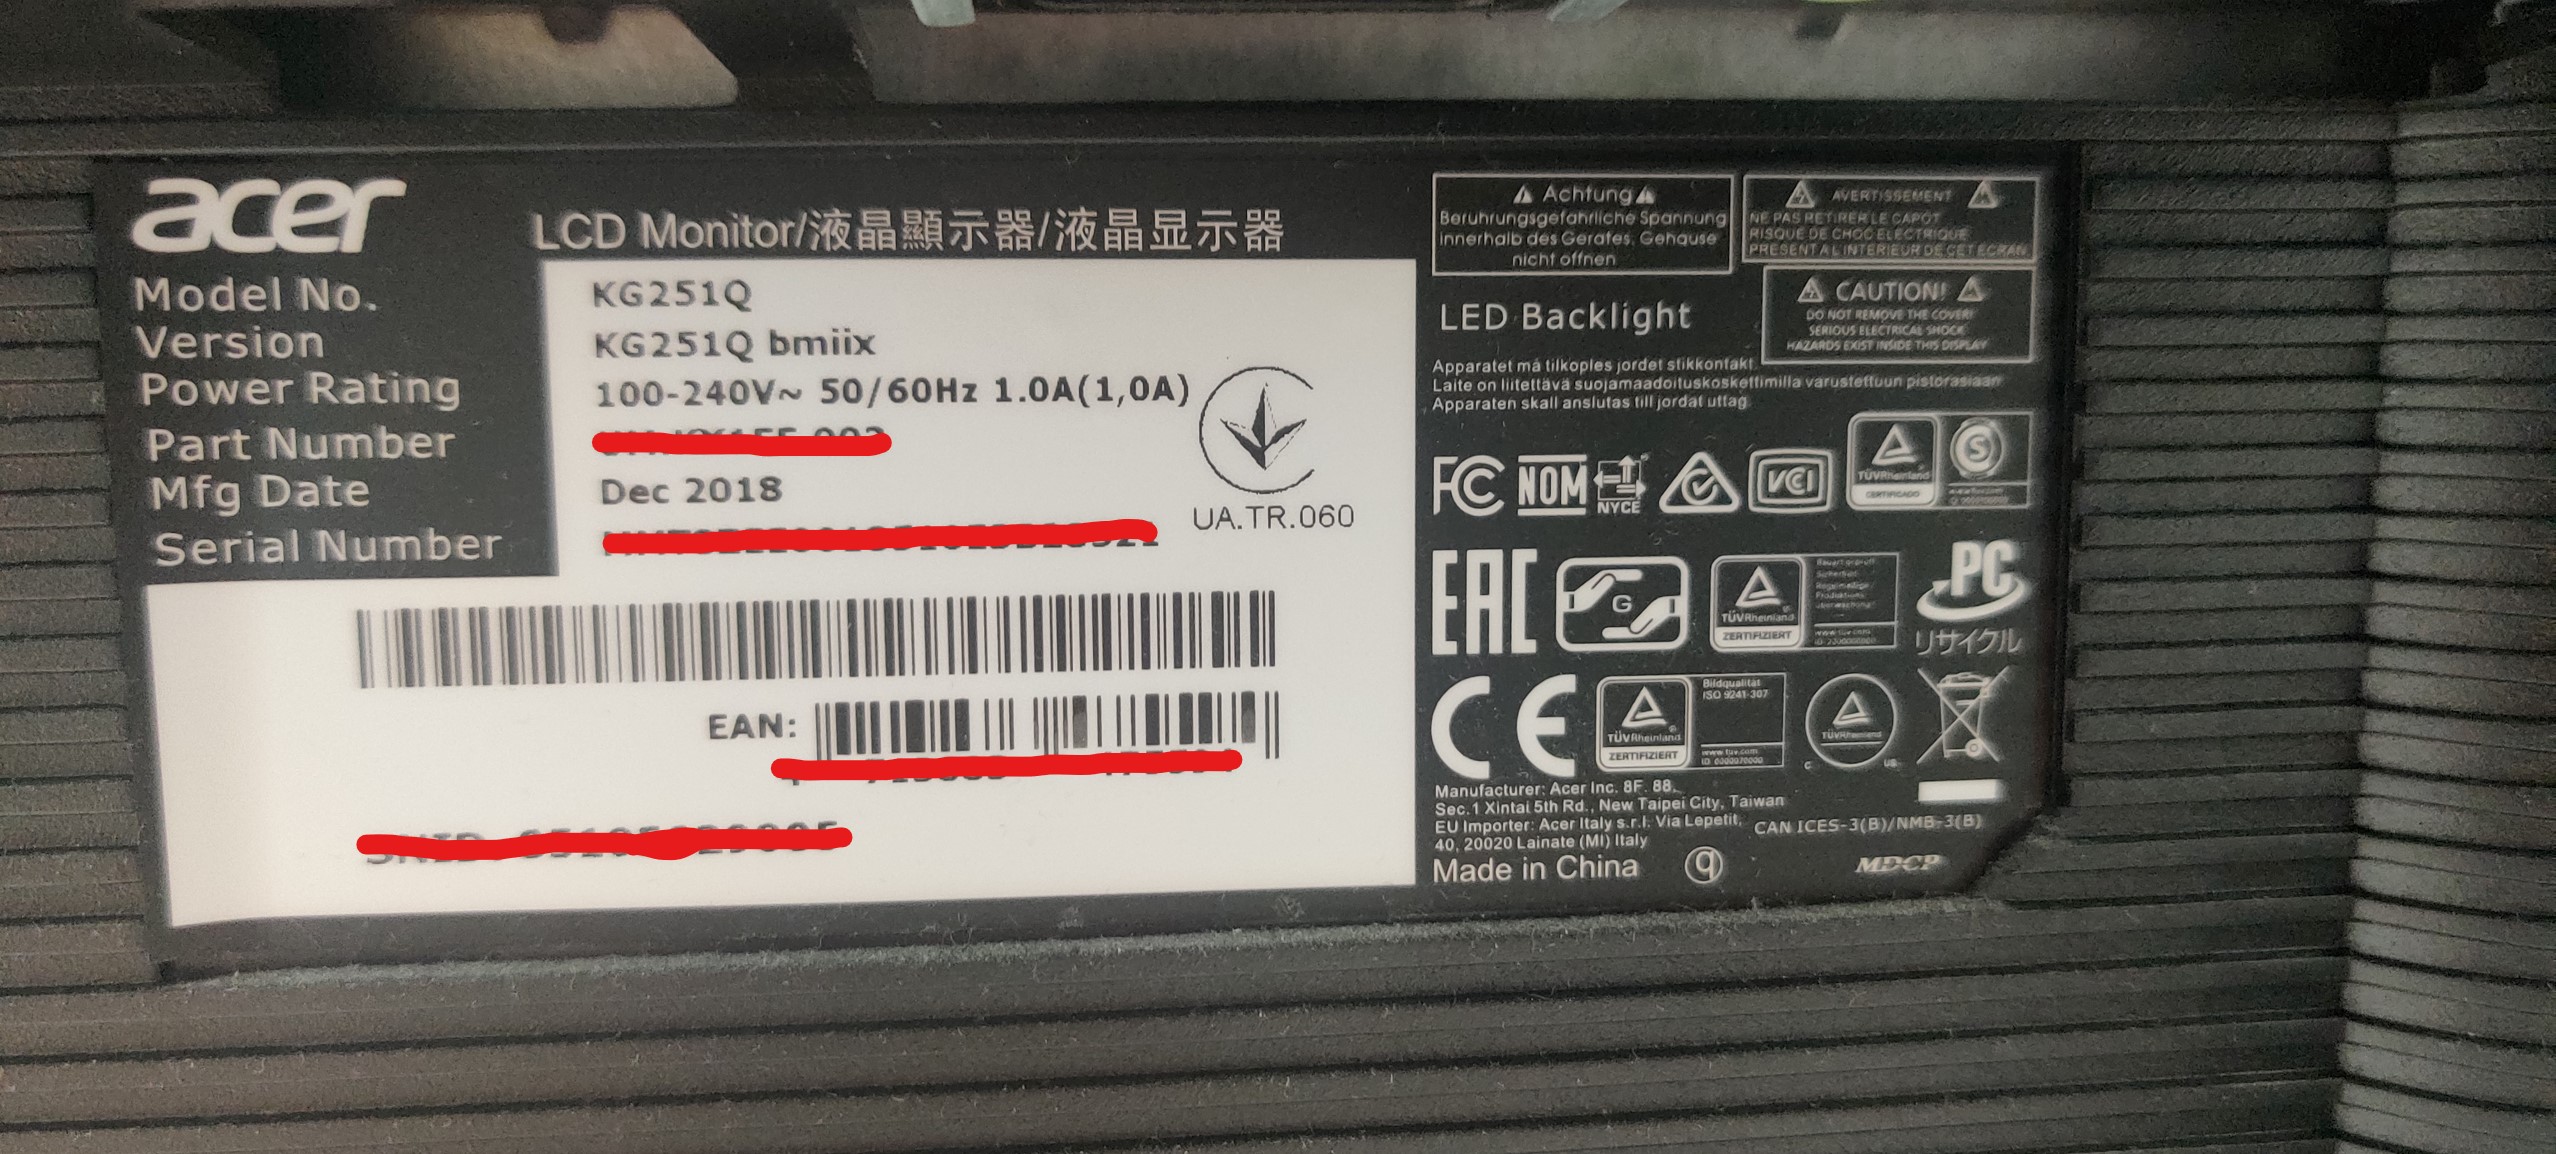 acer
LCD Monitor/液晶顯示器/液晶显示器
Model No. KG251Q
Version KG251Q bmiix
Power Rating 100-240V~ 50/60Hz 1.0A(1,0A)
Part Number
Mfg Date Dec 2018
Serial Number
UA.TR.060
EAN:
Achtung
Beruhrungsgefahrliche Spannung
innerhalb des Gerates. Gehause
nicht offnen
AVERTISSEMENT
NE PAS RETIRER LE CAPOT
RISQUE DE CHOC ELECTRIQUE
PRESENT A L'INTERIEUR DE CET ECRAN
CAUTION!
DO NOT REMOVE THE COVER!
SERIOUS ELECTRICAL SHOCK
HAZARDS EXIST INSIDE THIS DISPLAY
LED Backlight
Apparatet må tilkoples jordet stikkontakt
Laite on liitettävä suojamaadoituskoskettimilla varustettuun pistorasiaan
Apparaten skall anslutas till jordat uttag
FC NOM NYCE VCCI TÜVRheinland CERTIFICADO S
EAC G TÜVRheinland ZERTIFIZIERT PC
リサイクル
CE TÜVRheinland ZERTIFIZIERT
Bildqualität
ISO 9241-307
www.tuv.com
TÜVRheinland
C US
Manufacturer: Acer Inc. 8F. 88.
Sec.1 Xintai 5th Rd., New Taipei City, Taiwan
EU Importer: Acer Italy s.r.l. Via Lepetit,
40, 20020 Lainate (MI) Italy
CAN ICES-3(B)/NMB-3(B)
Made in China
q
MDCP